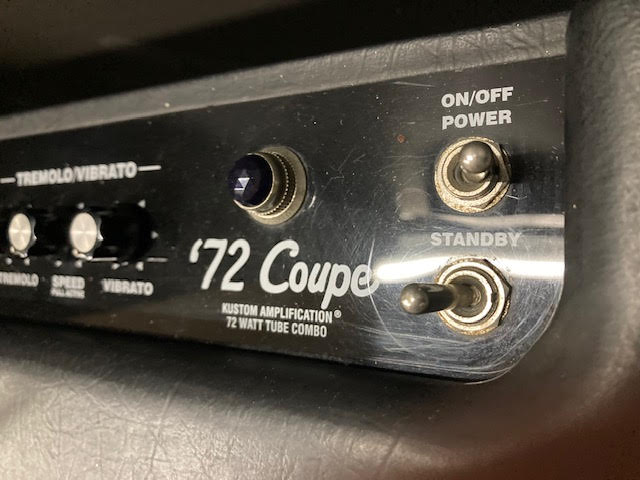 ON/OFF
POWER
TREMOLO/VIBRATO
STANDBY
'72 Coupe
TREMOLO
SPEED
VIBRATO
KUSTOM AMPLIFICATION®
72 WATT TUBE COMBO